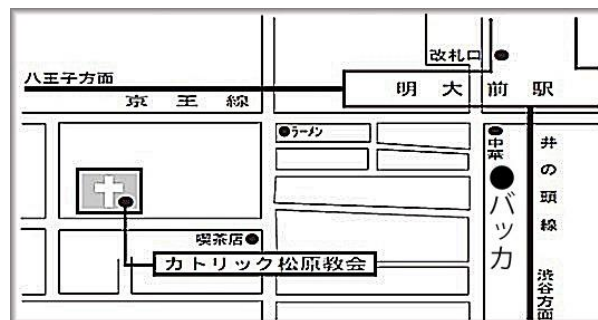 改札口
八王子方面
明大前駅
京王線
ラーメン
中華
井の頭線
バッカ
喫茶店
カトリック松原教会
渋谷方面